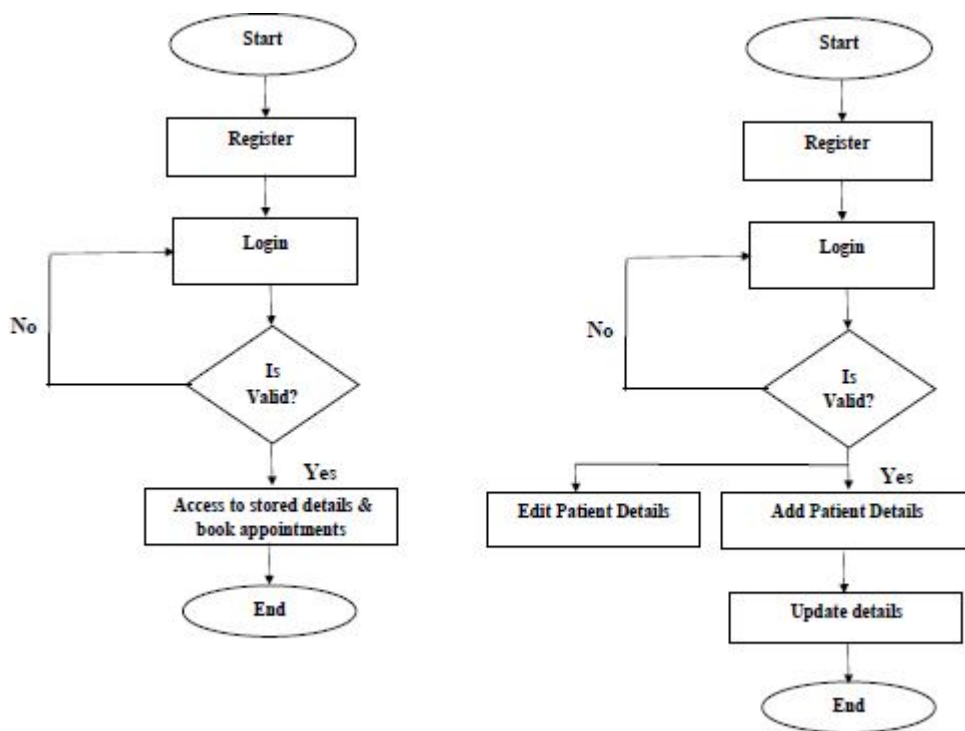 Start
Register
Login
No
Is
Valid?
Yes
Access to stored details &
book appointments
End
Start
Register
Login
No
Is
Valid?
Yes
Edit Patient Details
Add Patient Details
Update details
End